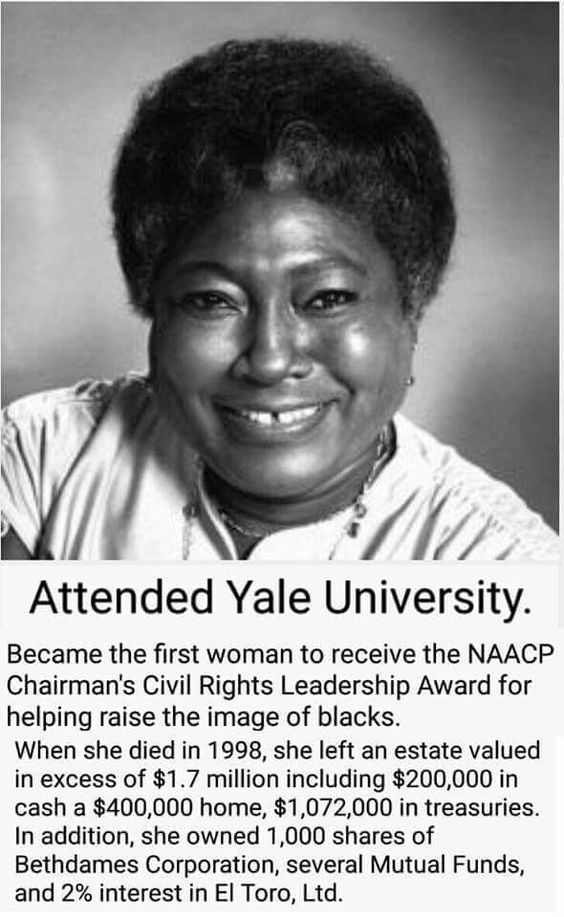 Attended Yale University.
Became the first woman to receive the NAACP
Chairman's Civil Rights Leadership Award for
helping raise the image of blacks.
When she died in 1998, she left an estate valued
in excess of $1.7 million including $200,000 in
cash a $400,000 home, $1,072,000 in treasuries.
In addition, she owned 1,000 shares of
Bethdames Corporation, several Mutual Funds,
and 2% interest in El Toro, Ltd.